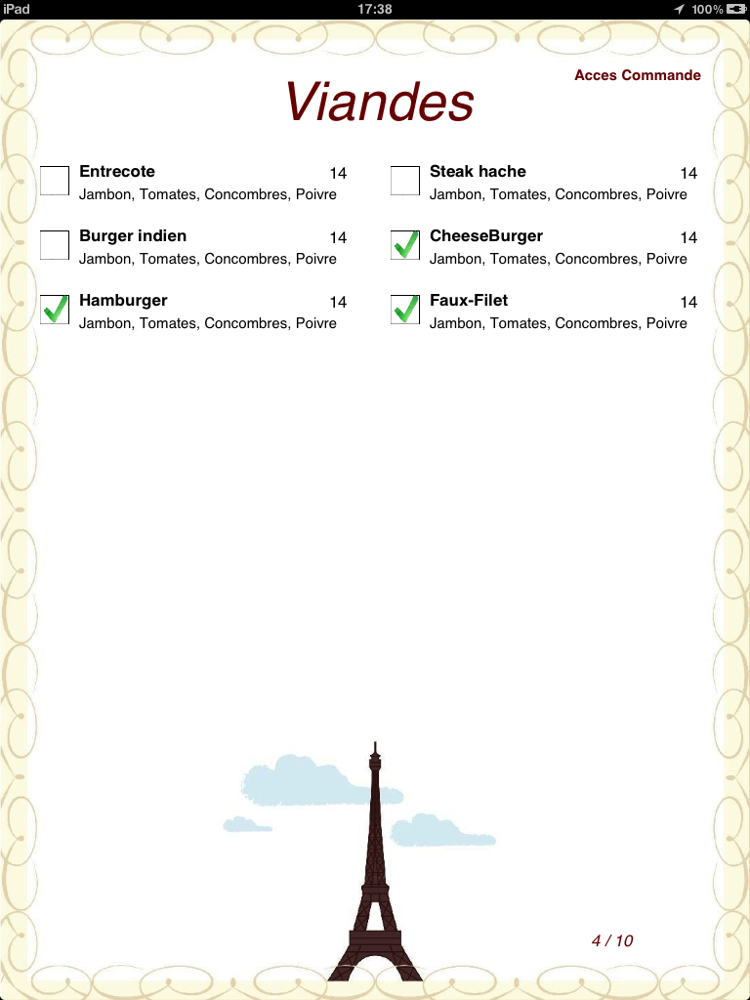 iPad 17:38 100%
Acces Commande
Viandes
Entrecote 14
Jambon, Tomates, Concombres, Poivre
Steak hache 14
Jambon, Tomates, Concombres, Poivre
Burger indien 14
Jambon, Tomates, Concombres, Poivre
CheeseBurger 14
Jambon, Tomates, Concombres, Poivre
Hamburger 14
Jambon, Tomates, Concombres, Poivre
Faux-Filet 14
Jambon, Tomates, Concombres, Poivre
4 / 10